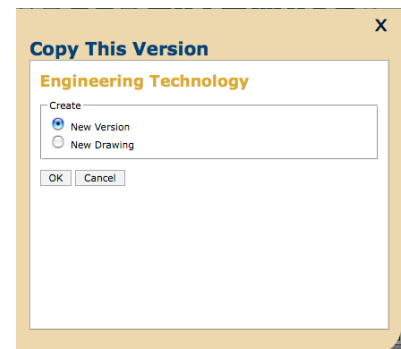 X
Copy This Version
Engineering Technology
Create
New Version
New Drawing
OK Cancel